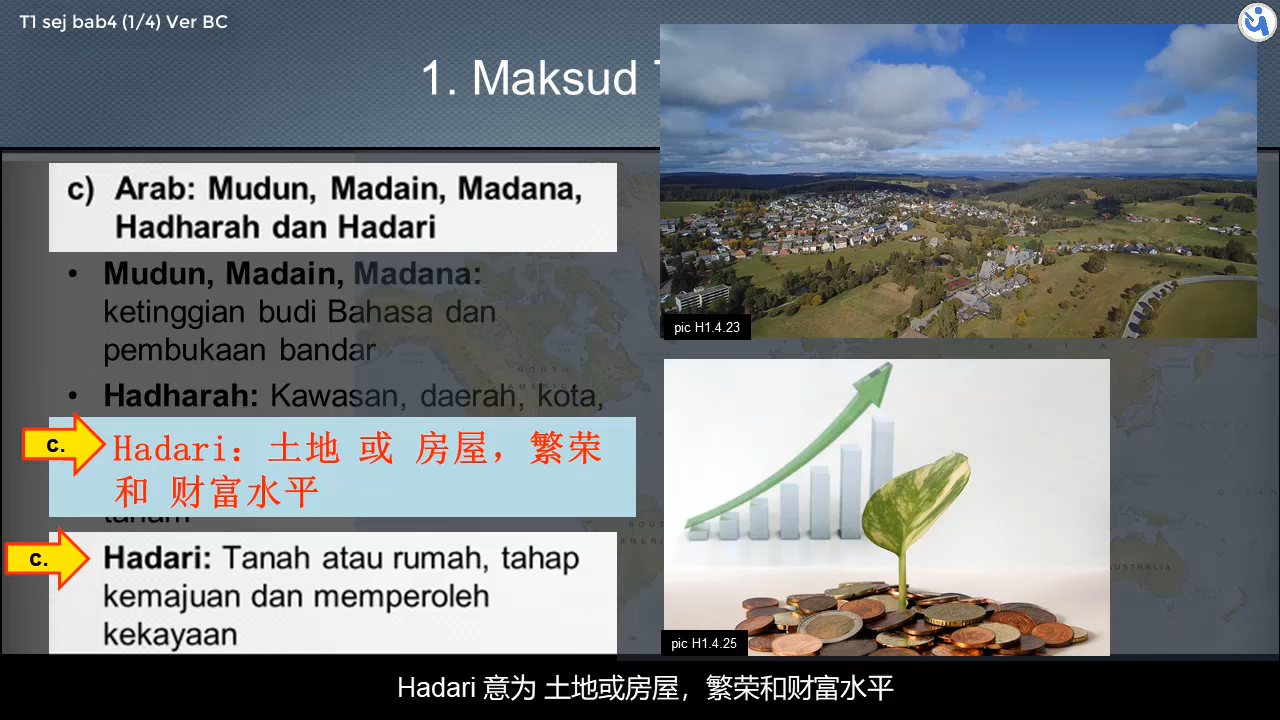 T1 sej bab4 (1/4) Ver BC
1. Maksud
c) Arab: Mudun, Madain, Madana,
Hadharah dan Hadari
• Mudun, Madain, Madana:
ketinggian budi Bahasa dan
pembukaan bandar
• Hadharah: Kawasan, daerah, kota,
c. Hadari: 土地 或 房屋，繁荣
和 财富水平
c. Hadari: Tanah atau rumah, tahap
kemajuan dan memperoleh
kekayaan
pic H1.4.23
pic H1.4.25
Hadari 意为 土地或房屋，繁荣和财富水平